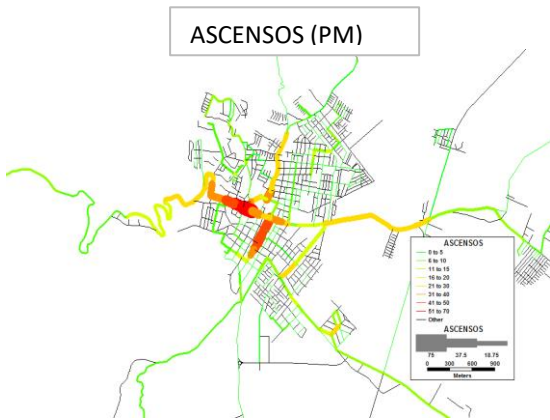 ASCENSOS (PM)
ASCENSOS
0 to 5
6 to 10
11 to 15
16 to 20
21 to 30
31 to 40
41 to 50
51 to 70
Other
ASCENSOS
75 37.5 18.75
0 300 600 900
Meters